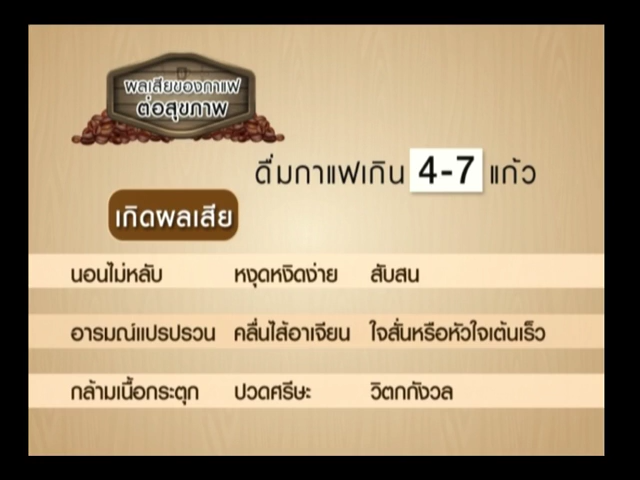 ผลเสียของกาแฟ
ต่อสุขภาพ
ดื่มกาแฟเกิน 4-7 แก้ว
เกิดผลเสีย
นอนไม่หลับ หงุดหงิดง่าย สับสน
อารมณ์แปรปรวน คลื่นไส้อาเจียน ใจสั่นหรือหัวใจเต้นเร็ว
กล้ามเนื้อกระตุก ปวดศรีษะ วิตกกังวล